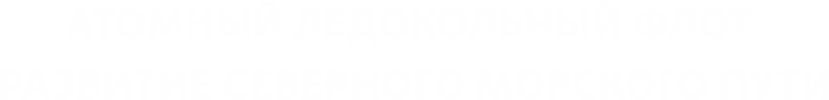 АТОМНЫЙ ЛЕДОКОЛЬНЫЙ ФЛОТ
РАЗВИТИЕ СЕВЕРНОГО МОРСКОГО ПУТИ